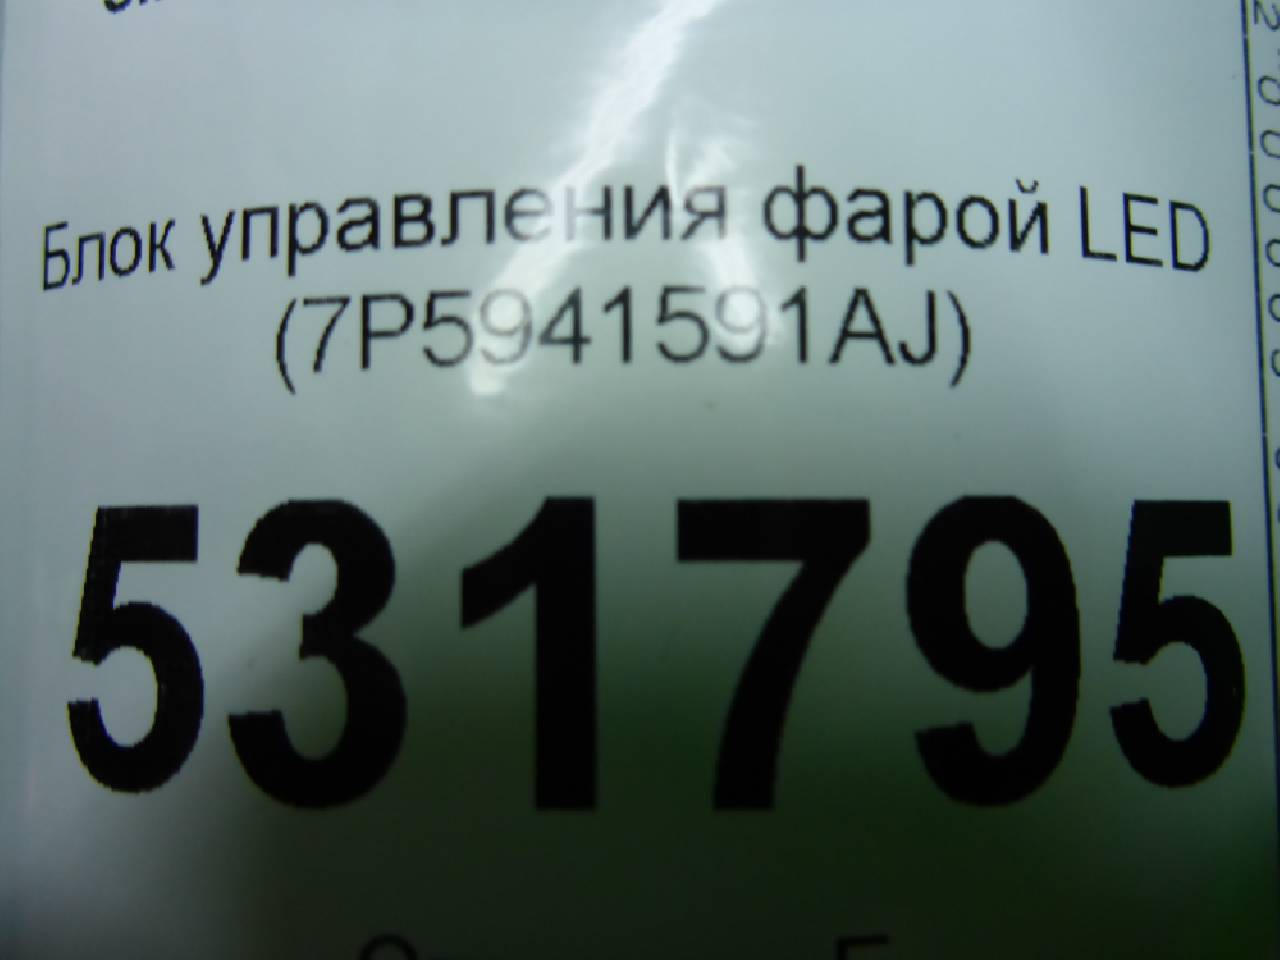 Блок управления фарой LED
(7P5941591AJ)
531795